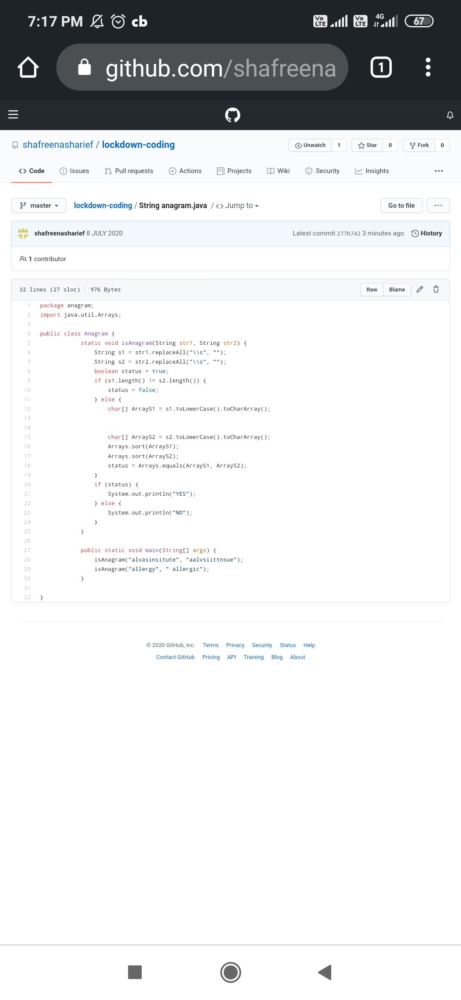 7:17 PM cb Vo LTE Vo LTE 4G 67
github.com/shafreena 1
shafreenasharief / lockdown-coding Unwatch 1 Star 0 Fork 0
Code Issues Pull requests Actions Projects Wiki Security Insights ...
master lockdown-coding / String anagram.java / <> Jump to Go to file ...
shafreenasharief 8 JULY 2020 Latest commit 277b742 3 minutes ago History
1 contributor
32 lines (27 sloc) 976 Bytes Raw Blame
1 package anagram;
2 import java.util.Arrays;
3
4 public class Anagram {
5 static void isAnagram(String str1, String str2) {
6 String s1 = str1.replaceAll("\\s", "");
7 String s2 = str2.replaceAll("\\s", "");
8 boolean status = true;
9 if (s1.length() != s2.length()) {
10 status = false;
11 } else {
12 char[] ArrayS1 = s1.toLowerCase().toCharArray();
13
14
15 char[] ArrayS2 = s2.toLowerCase().toCharArray();
16 Arrays.sort(ArrayS1);
17 Arrays.sort(ArrayS2);
18 status = Arrays.equals(ArrayS1, ArrayS2);
19 }
20 if (status) {
21 System.out.println("YES");
22 } else {
23 System.out.println("NO");
24 }
25 }
26
27 public static void main(String[] args) {
28 isAnagram("alvasinsitute", "aalvsiittnsue");
29 isAnagram("allergy", " allergic");
30 }
31
32 }
© 2020 GitHub, Inc. Terms Privacy Security Status Help
Contact GitHub Pricing API Training Blog About